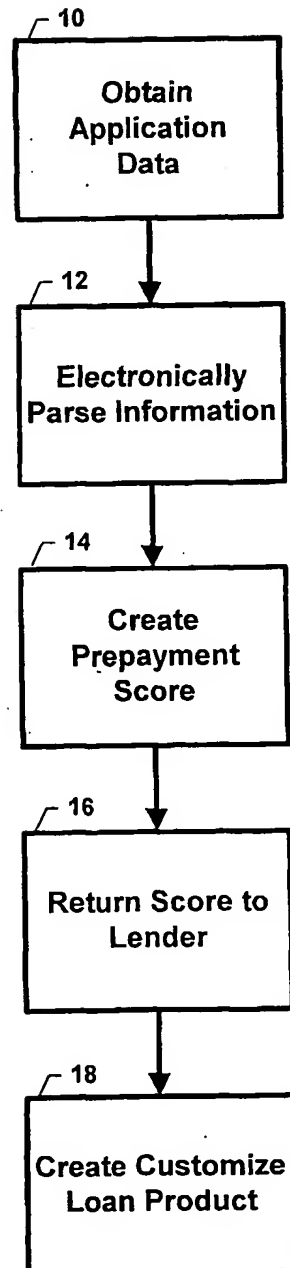 10
Obtain
Application
Data
12
Electronically
Parse Information
14
Create
Prepayment
Score
16
Return Score to
Lender
18
Create Customize
Loan Product